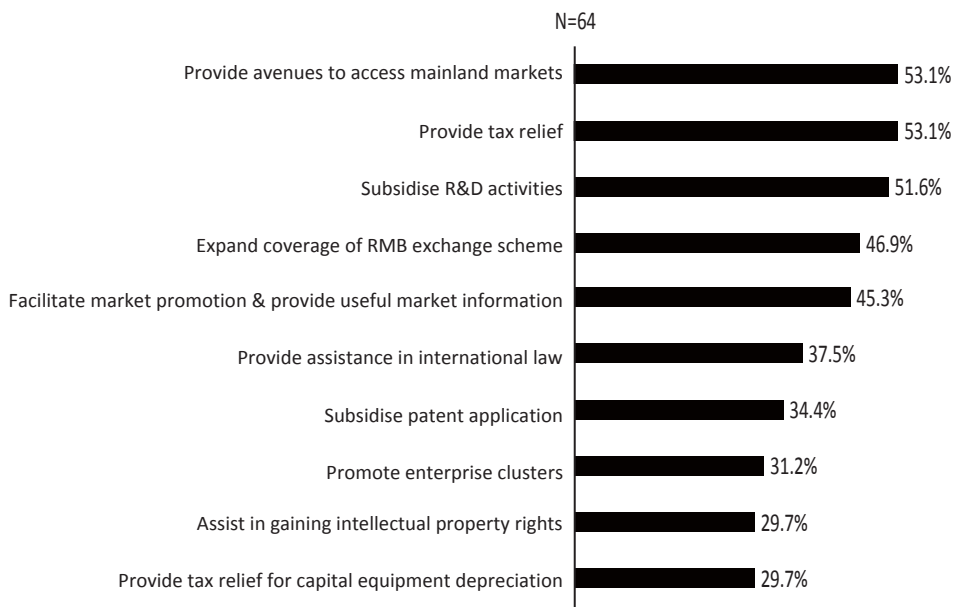 N=64
Provide avenues to access mainland markets 53.1%
Provide tax relief 53.1%
Subsidise R&D activities 51.6%
Expand coverage of RMB exchange scheme 46.9%
Facilitate market promotion & provide useful market information 45.3%
Provide assistance in international law 37.5%
Subsidise patent application 34.4%
Promote enterprise clusters 31.2%
Assist in gaining intellectual property rights 29.7%
Provide tax relief for capital equipment depreciation 29.7%